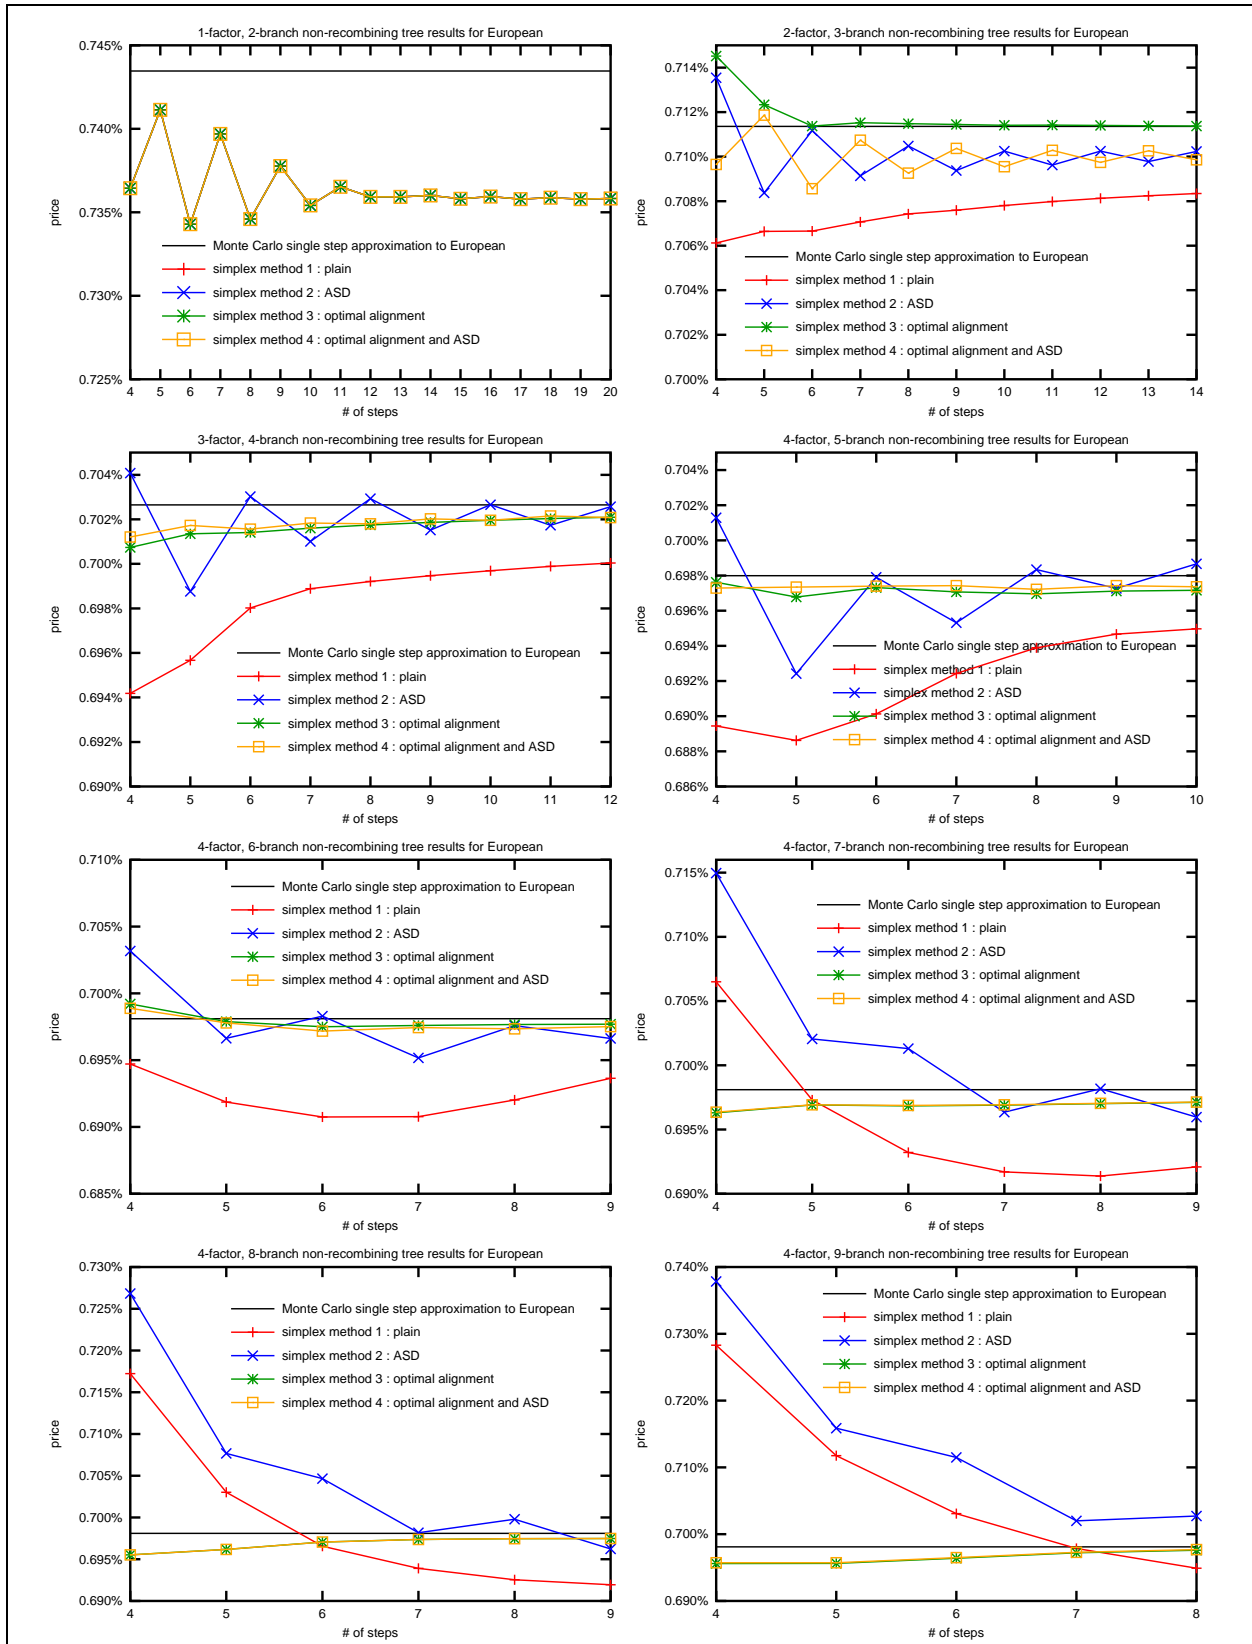 1-factor, 2-branch non-recombining tree results for European
0.745%
0.740%
0.735%
0.730%
0.725%
price
Monte Carlo single step approximation to European
simplex method 1 : plain
simplex method 2 : ASD
simplex method 3 : optimal alignment
simplex method 4 : optimal alignment and ASD
4 5 6 7 8 9 10 11 12 13 14 15 16 17 18 19 20
# of steps
2-factor, 3-branch non-recombining tree results for European
0.714%
0.712%
0.710%
0.708%
0.706%
0.704%
0.702%
0.700%
price
Monte Carlo single step approximation to European
simplex method 1 : plain
simplex method 2 : ASD
simplex method 3 : optimal alignment
simplex method 4 : optimal alignment and ASD
4 5 6 7 8 9 10 11 12 13 14
# of steps
3-factor, 4-branch non-recombining tree results for European
0.704%
0.702%
0.700%
0.698%
0.696%
0.694%
0.692%
0.690%
price
Monte Carlo single step approximation to European
simplex method 1 : plain
simplex method 2 : ASD
simplex method 3 : optimal alignment
simplex method 4 : optimal alignment and ASD
4 5 6 7 8 9 10 11 12
# of steps
4-factor, 5-branch non-recombining tree results for European
0.704%
0.702%
0.700%
0.698%
0.696%
0.694%
0.692%
0.690%
0.688%
0.686%
price
Monte Carlo single step approximation to European
simplex method 1 : plain
simplex method 2 : ASD
simplex method 3 : optimal alignment
simplex method 4 : optimal alignment and ASD
4 5 6 7 8 9 10
# of steps
4-factor, 6-branch non-recombining tree results for European
0.710%
0.705%
0.700%
0.695%
0.690%
0.685%
price
Monte Carlo single step approximation to European
simplex method 1 : plain
simplex method 2 : ASD
simplex method 3 : optimal alignment
simplex method 4 : optimal alignment and ASD
4 5 6 7 8 9
# of steps
4-factor, 7-branch non-recombining tree results for European
0.715%
0.710%
0.705%
0.700%
0.695%
0.690%
price
Monte Carlo single step approximation to European
simplex method 1 : plain
simplex method 2 : ASD
simplex method 3 : optimal alignment
simplex method 4 : optimal alignment and ASD
4 5 6 7 8 9
# of steps
4-factor, 8-branch non-recombining tree results for European
0.730%
0.725%
0.720%
0.715%
0.710%
0.705%
0.700%
0.695%
0.690%
price
Monte Carlo single step approximation to European
simplex method 1 : plain
simplex method 2 : ASD
simplex method 3 : optimal alignment
simplex method 4 : optimal alignment and ASD
4 5 6 7 8 9
# of steps
4-factor, 9-branch non-recombining tree results for European
0.740%
0.730%
0.720%
0.710%
0.700%
0.690%
price
Monte Carlo single step approximation to European
simplex method 1 : plain
simplex method 2 : ASD
simplex method 3 : optimal alignment
simplex method 4 : optimal alignment and ASD
4 5 6 7 8
# of steps